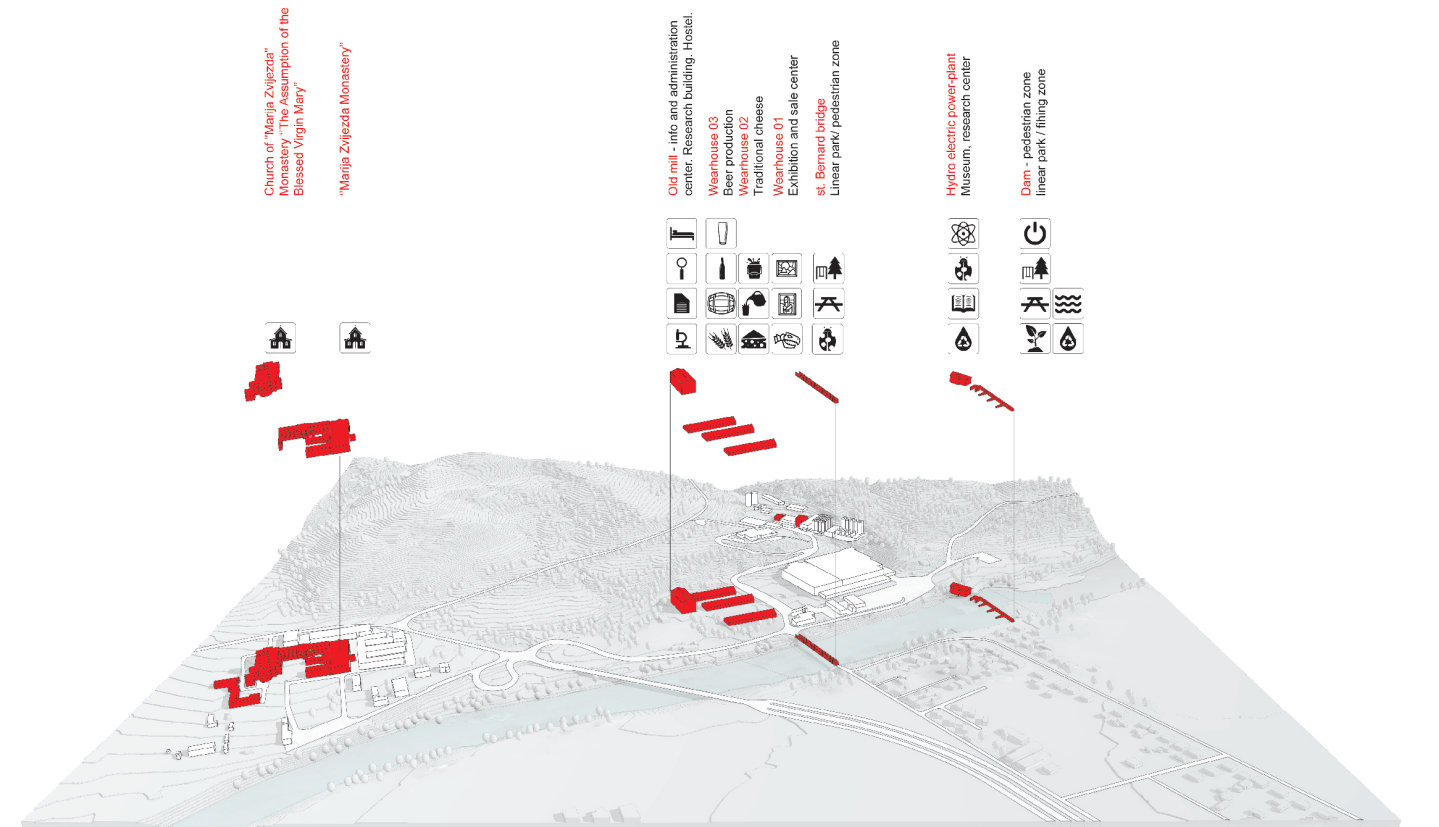 Church of "Marija Zvijezda"
Monastery "The Assumption of the
Blessed Virgin Mary"
"Marija Zvijezda Monastery"
Old mill - info and administration
center. Research building. Hostel.
Wearhouse 03
Beer production
Wearhouse 02
Traditional cheese
Wearhouse 01
Exhibition and sale center
st. Bernard bridge
Linear park/ pedestrian zone
Hydro electric power-plant
Museum, research center
Dam - pedestrian zone
linear park / fihing zone